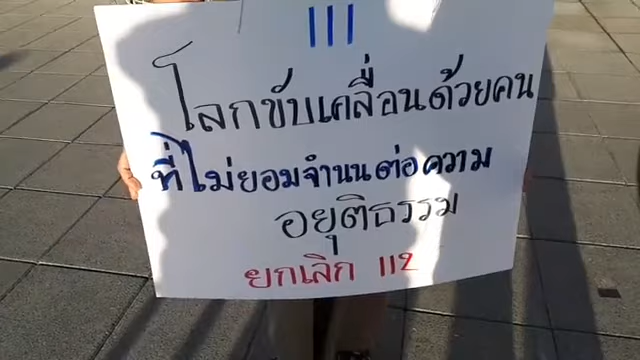 111
โลกขับเคลื่อนด้วยคน
ที่ไม่ยอมจำนนต่อความ
อยุติธรรม
ยกเลิก 112